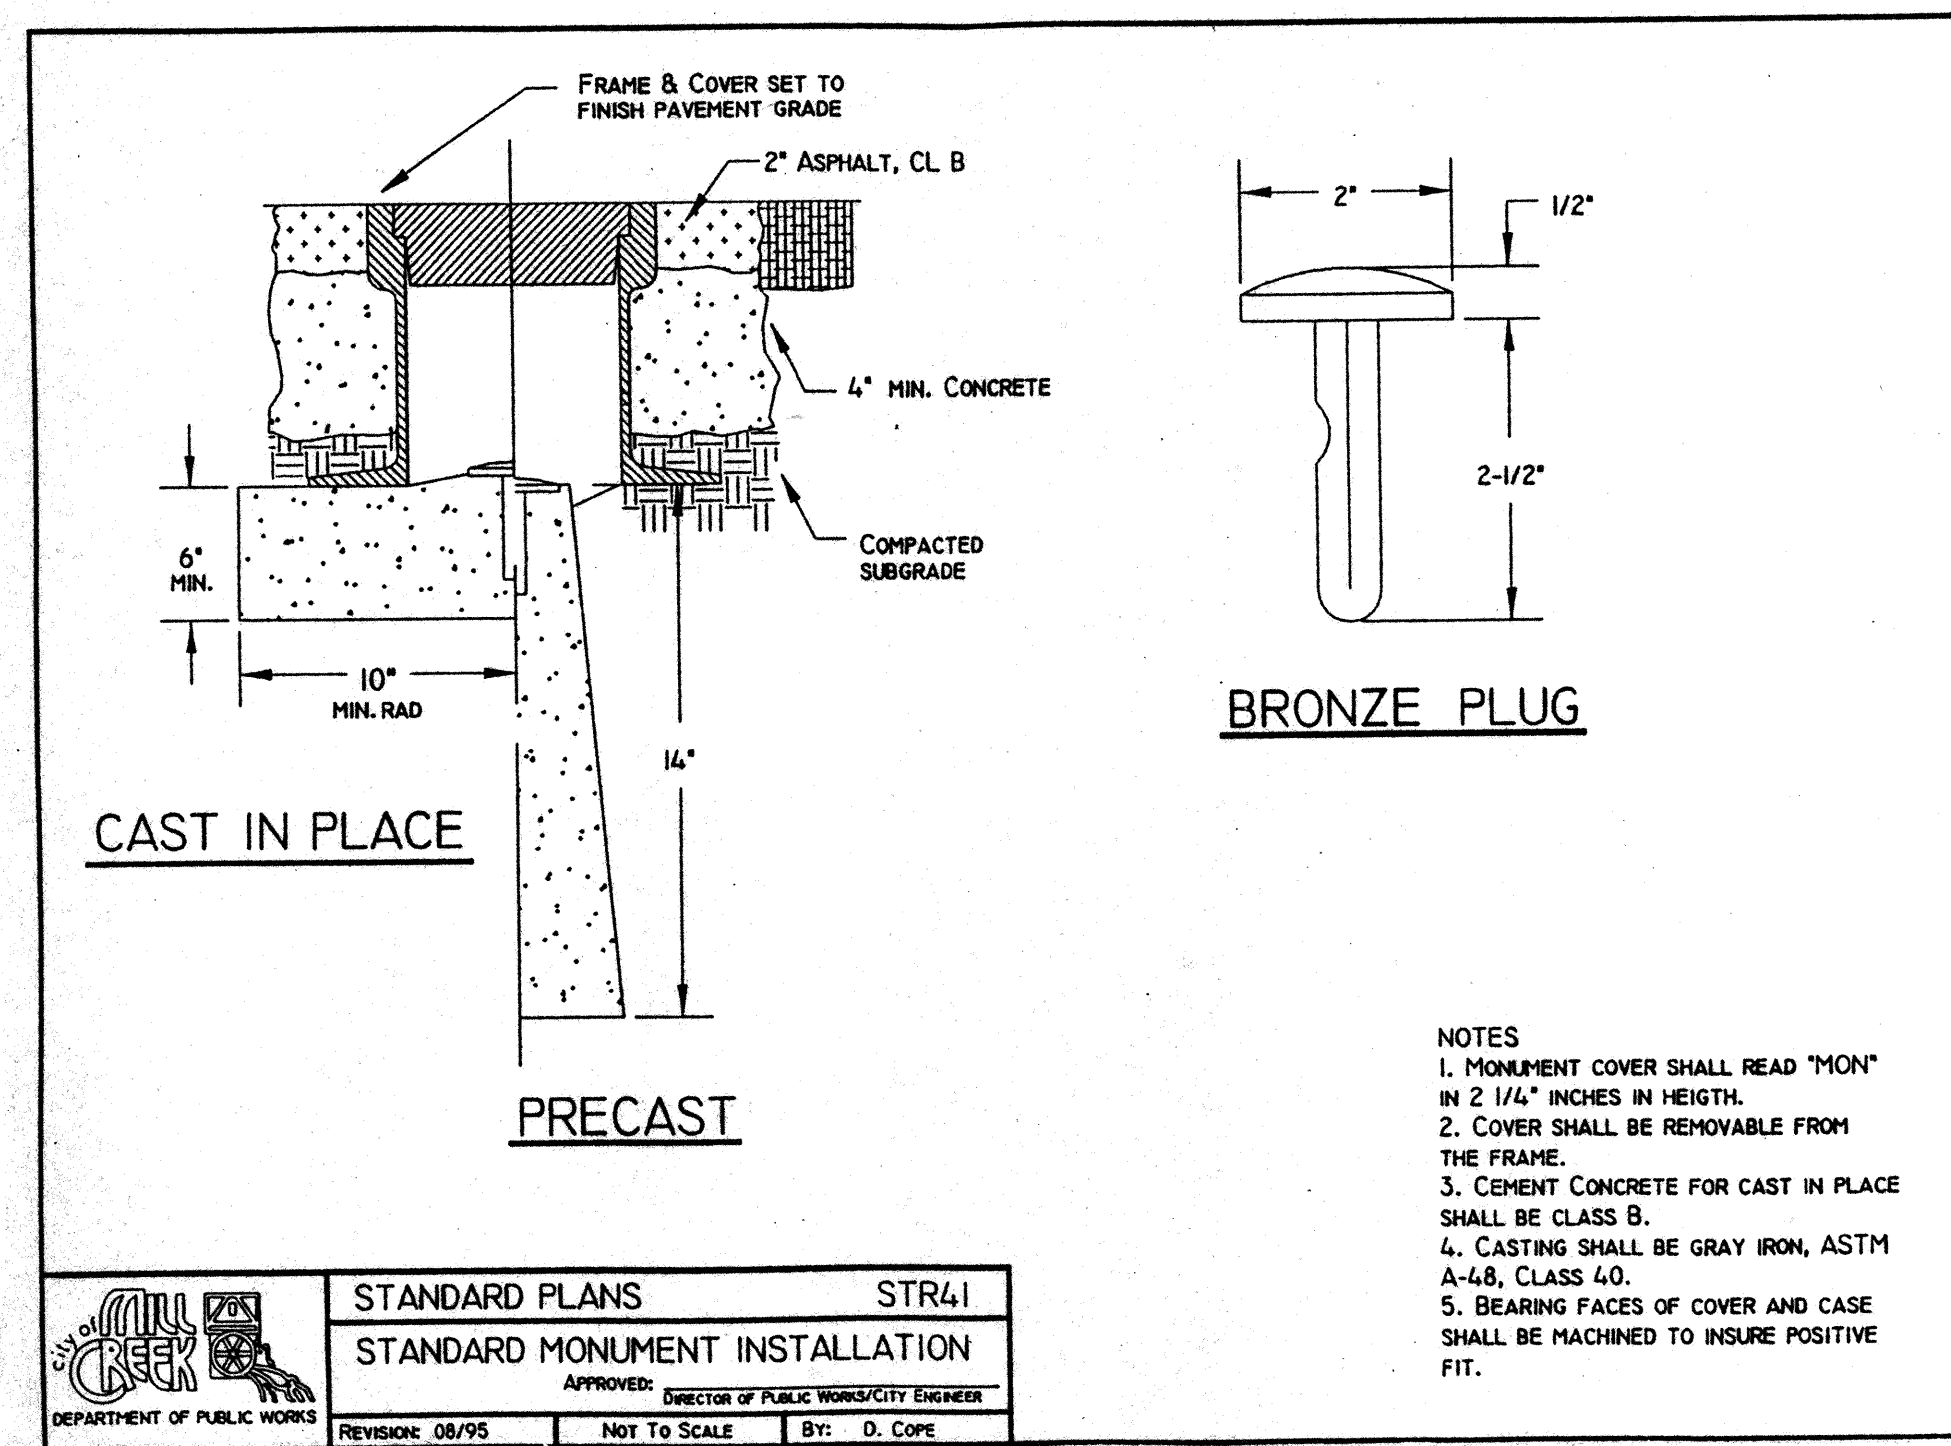 FRAME & COVER SET TO
FINISH PAVEMENT GRADE
2" ASPHALT, CL B
4" MIN. CONCRETE
COMPACTED
SUBGRADE
6"
MIN.
10"
MIN. RAD
14"
CAST IN PLACE
PRECAST
2"
1/2"
2-1/2"
BRONZE PLUG
NOTES
1. MONUMENT COVER SHALL READ "MON"
IN 2 1/4" INCHES IN HEIGTH.
2. COVER SHALL BE REMOVABLE FROM
THE FRAME.
3. CEMENT CONCRETE FOR CAST IN PLACE
SHALL BE CLASS B.
4. CASTING SHALL BE GRAY IRON, ASTM
A-48, CLASS 40.
5. BEARING FACES OF COVER AND CASE
SHALL BE MACHINED TO INSURE POSITIVE
FIT.
city of
MILL
CREEK
DEPARTMENT OF PUBLIC WORKS
STANDARD PLANS STR41
STANDARD MONUMENT INSTALLATION
APPROVED:
DIRECTOR OF PUBLIC WORKS/CITY ENGINEER
REVISION: 08/95 NOT TO SCALE BY: D. COPE